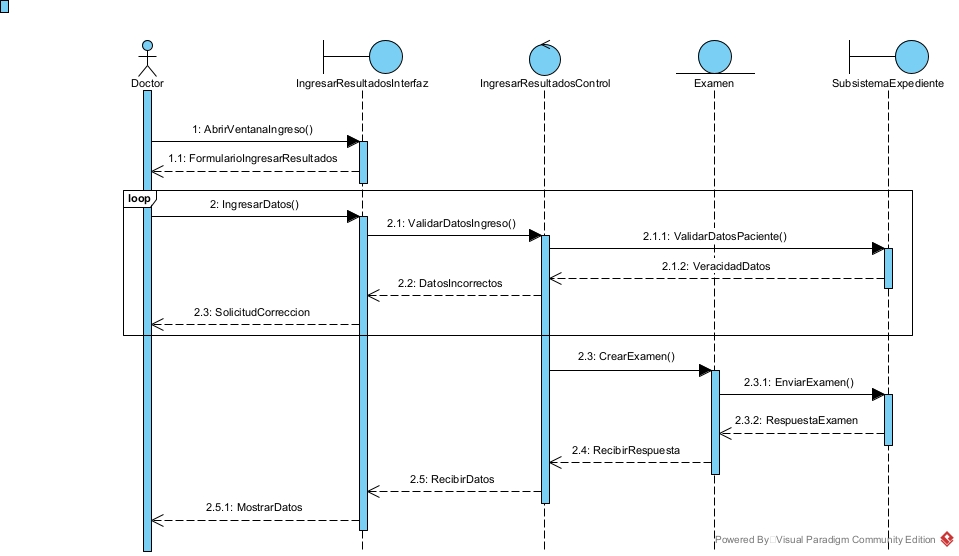 Doctor
IngresarResultadosInterfaz
IngresarResultadosControl
Examen
SubsistemaExpediente
1: AbrirVentanaIngreso()
1.1: FormularioIngresarResultados
loop
2: IngresarDatos()
2.1: ValidarDatosIngreso()
2.1.1: ValidarDatosPaciente()
2.1.2: VeracidadDatos
2.2: DatosIncorrectos
2.3: SolicitudCorreccion
2.3: CrearExamen()
2.3.1: EnviarExamen()
2.3.2: RespuestaExamen
2.4: RecibirRespuesta
2.5: RecibirDatos
2.5.1: MostrarDatos
Powered By Visual Paradigm Community Edition